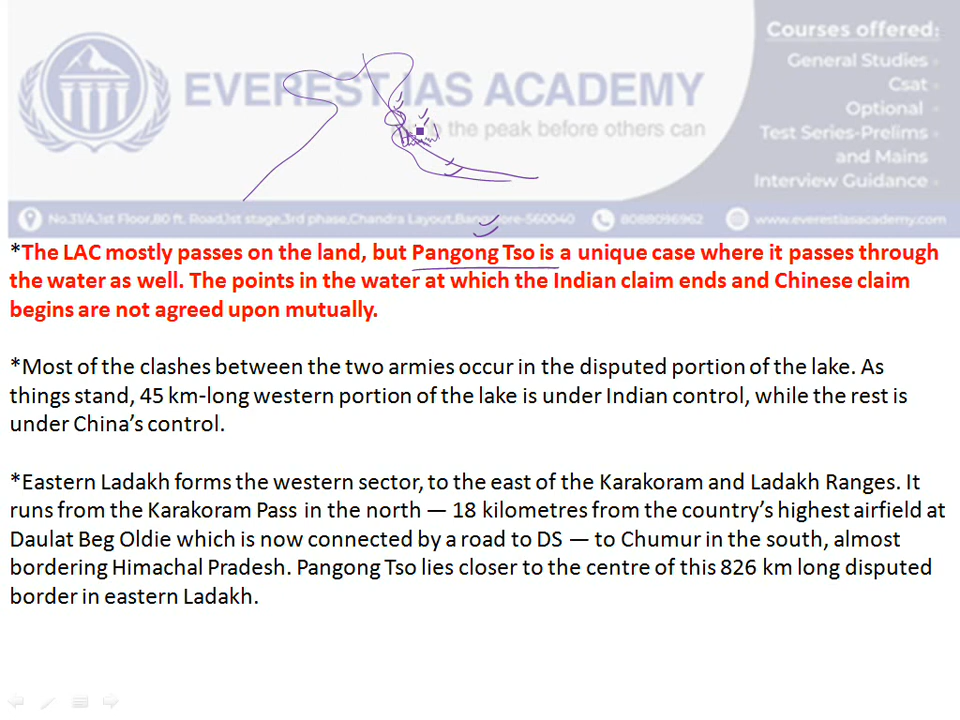 Courses offered:
General Studies
Csat
Optional
Test Series-Prelims
and Mains
Interview Guidance
EVEREST IAS ACADEMY
the peak before others can
No.31/A,1st Floor,80 ft. Road,1st stage,3rd phase,Chandra Layout, 8088096962 www.everestiasacademy.com
*The LAC mostly passes on the land, but Pangong Tso is a unique case where it passes through
the water as well. The points in the water at which the Indian claim ends and Chinese claim
begins are not agreed upon mutually.
*Most of the clashes between the two armies occur in the disputed portion of the lake. As
things stand, 45 km-long western portion of the lake is under Indian control, while the rest is
under China’s control.
*Eastern Ladakh forms the western sector, to the east of the Karakoram and Ladakh Ranges. It
runs from the Karakoram Pass in the north — 18 kilometres from the country’s highest airfield at
Daulat Beg Oldie which is now connected by a road to DS — to Chumur in the south, almost
bordering Himachal Pradesh. Pangong Tso lies closer to the centre of this 826 km long disputed
border in eastern Ladakh.